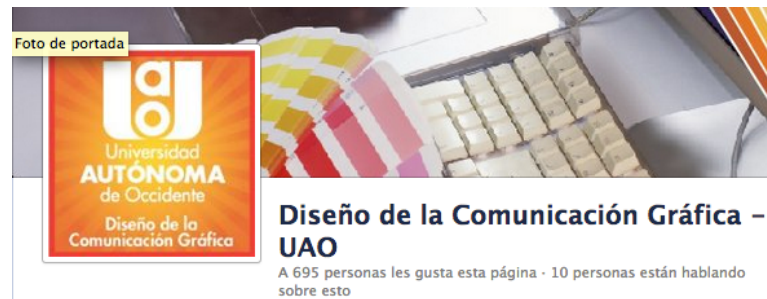 Foto de portada
uao
Universidad
AUTÓNOMA
de Occidente
Diseño de la
Comunicación Gráfica
Diseño de la Comunicación Gráfica –
UAO
A 695 personas les gusta esta página · 10 personas están hablando
sobre esto